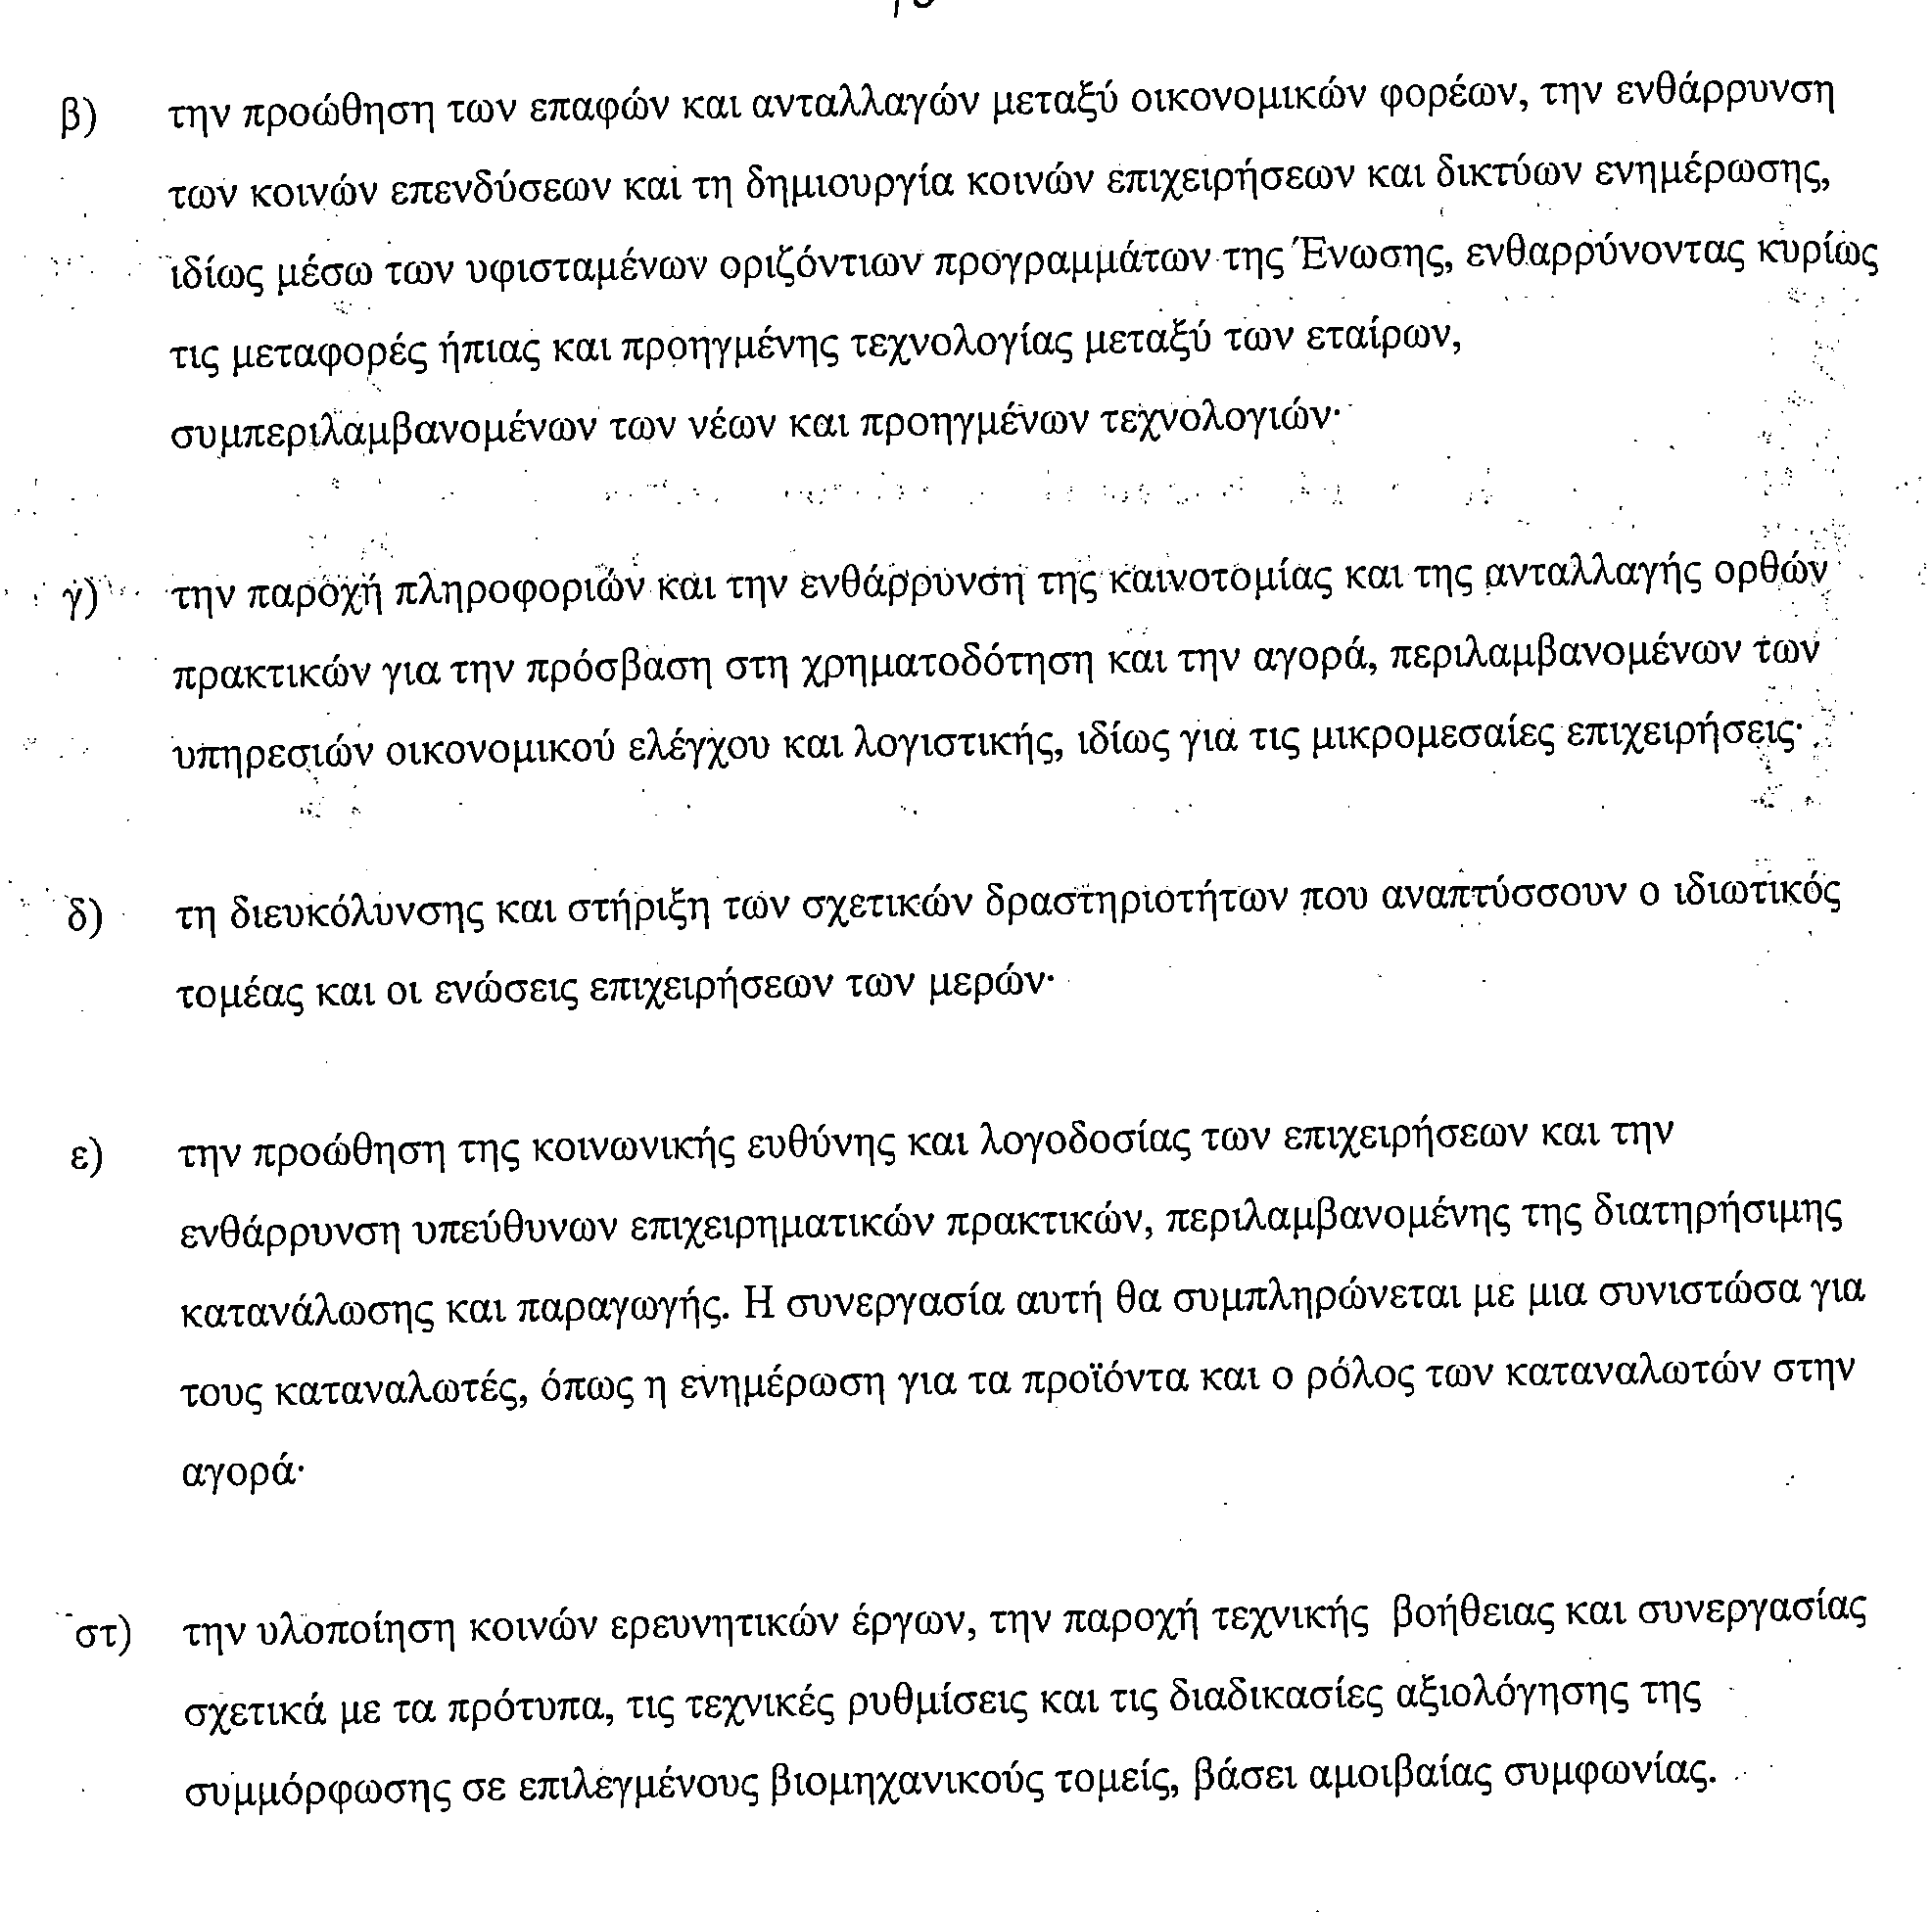 β) την προώθηση των επαφών και ανταλλαγών μεταξύ οικονομικών φορέων, την ενθάρρυνση
των κοινών επενδύσεων και τη δημιουργία κοινών επιχειρήσεων και δικτύων ενημέρωσης,
ιδίως μέσω των υφισταμένων οριζόντιων προγραμμάτων της Ένωσης, ενθαρρύνοντας κυρίως
τις μεταφορές ήπιας και προηγμένης τεχνολογίας μεταξύ των εταίρων,
συμπεριλαμβανομένων των νέων και προηγμένων τεχνολογιών·
γ) την παροχή πληροφοριών και την ενθάρρυνση της καινοτομίας και της ανταλλαγής ορθών
πρακτικών για την πρόσβαση στη χρηματοδότηση και την αγορά, περιλαμβανομένων των
υπηρεσιών οικονομικού ελέγχου και λογιστικής, ιδίως για τις μικρομεσαίες επιχειρήσεις·
δ) τη διευκόλυνσης και στήριξη των σχετικών δραστηριοτήτων που αναπτύσσουν ο ιδιωτικός
τομέας και οι ενώσεις επιχειρήσεων των μερών·
ε) την προώθηση της κοινωνικής ευθύνης και λογοδοσίας των επιχειρήσεων και την
ενθάρρυνση υπεύθυνων επιχειρηματικών πρακτικών, περιλαμβανομένης της διατηρήσιμης
κατανάλωσης και παραγωγής. Η συνεργασία αυτή θα συμπληρώνεται με μια συνιστώσα για
τους καταναλωτές, όπως η ενημέρωση για τα προϊόντα και ο ρόλος των καταναλωτών στην
αγορά·
στ) την υλοποίηση κοινών ερευνητικών έργων, την παροχή τεχνικής βοήθειας και συνεργασίας
σχετικά με τα πρότυπα, τις τεχνικές ρυθμίσεις και τις διαδικασίες αξιολόγησης της
συμμόρφωσης σε επιλεγμένους βιομηχανικούς τομείς, βάσει αμοιβαίας συμφωνίας.